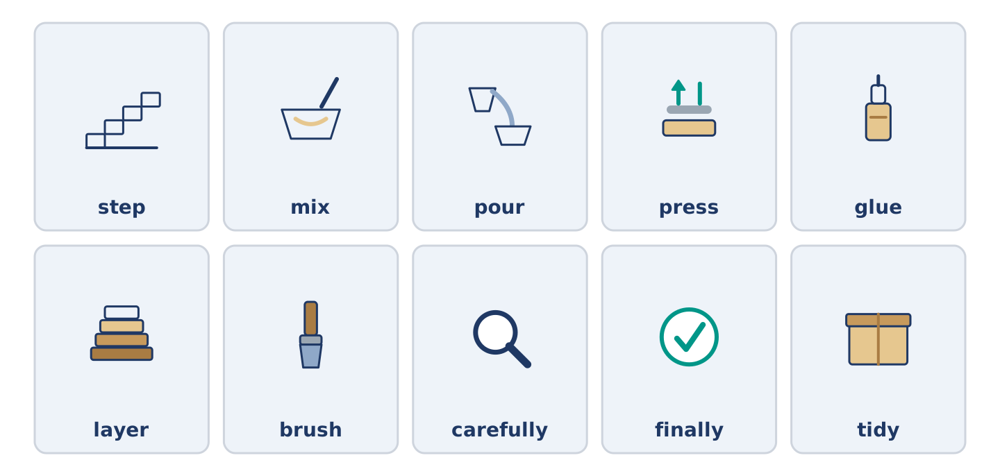 step
mix
pour
press
glue
layer
brush
carefully
finally
tidy